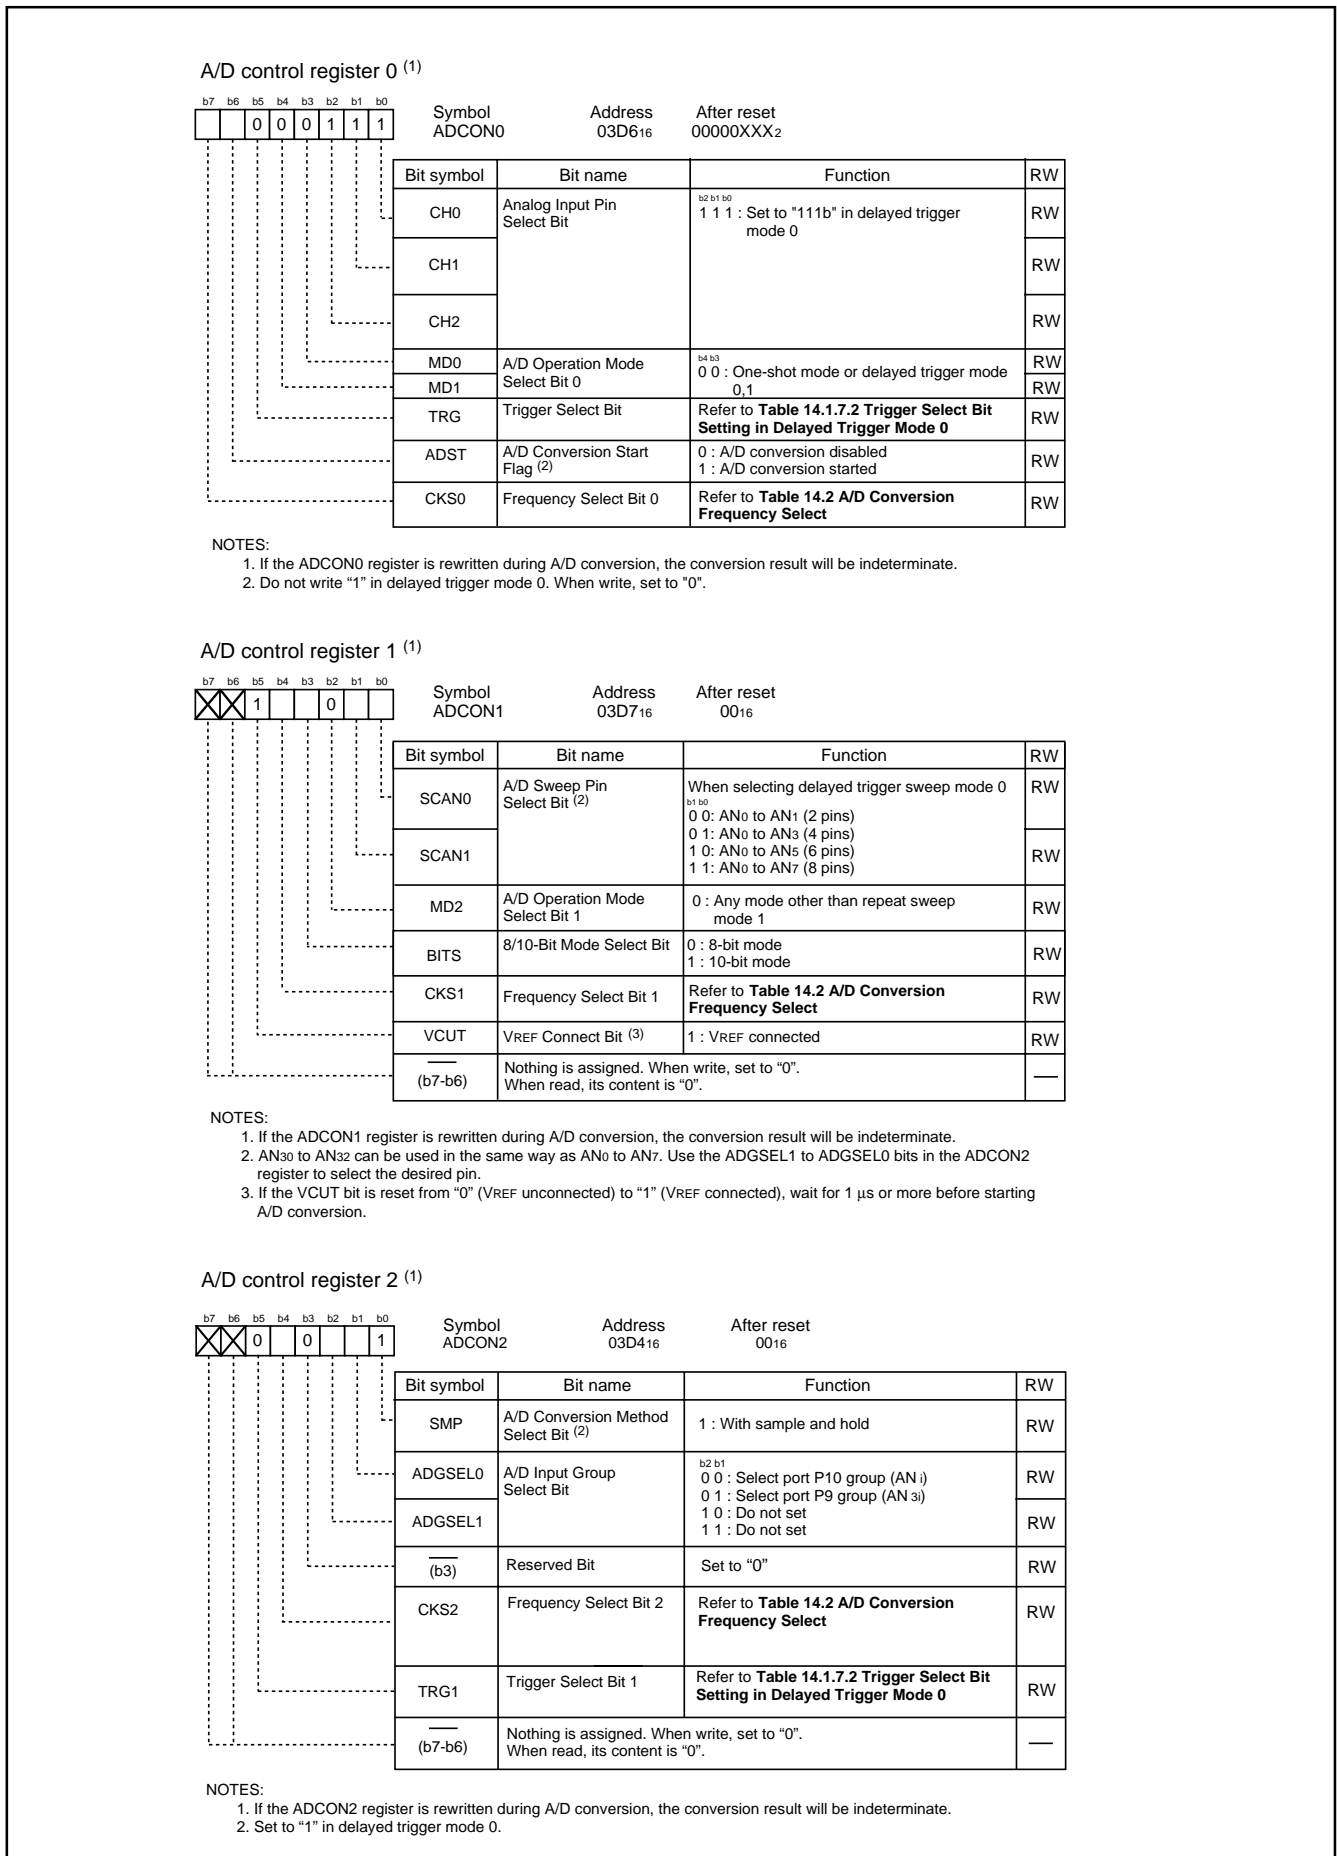 A/D control register 0 (1)
b7 b6 b5 b4 b3 b2 b1 b0
0 0 0 1 1 1
Symbol Address After reset
ADCON0 03D616 00000XXX2
Bit symbol Bit name Function RW
CH0 Analog Input Pin Select Bit b2 b1 b0 RW
1 1 1 : Set to "111b" in delayed trigger
mode 0
CH1 RW
CH2 RW
MD0 A/D Operation Mode Select Bit 0 b4 b3 RW
0 0 : One-shot mode or delayed trigger mode
MD1 0,1 RW
TRG Trigger Select Bit Refer to Table 14.1.7.2 Trigger Select Bit RW
Setting in Delayed Trigger Mode 0
ADST A/D Conversion Start 0 : A/D conversion disabled RW
Flag (2) 1 : A/D conversion started
CKS0 Frequency Select Bit 0 Refer to Table 14.2 A/D Conversion RW
Frequency Select
NOTES:
1. If the ADCON0 register is rewritten during A/D conversion, the conversion result will be indeterminate.
2. Do not write “1” in delayed trigger mode 0. When write, set to "0".
A/D control register 1 (1)
b7 b6 b5 b4 b3 b2 b1 b0
1 0
Symbol Address After reset
ADCON1 03D716 0016
Bit symbol Bit name Function RW
SCAN0 A/D Sweep Pin When selecting delayed trigger sweep mode 0 RW
Select Bit (2) b1 b0
0 0: AN0 to AN1 (2 pins)
0 1: AN0 to AN3 (4 pins)
SCAN1 1 0: AN0 to AN5 (6 pins) RW
1 1: AN0 to AN7 (8 pins)
MD2 A/D Operation Mode 0 : Any mode other than repeat sweep RW
Select Bit 1 mode 1
BITS 8/10-Bit Mode Select Bit 0 : 8-bit mode RW
1 : 10-bit mode
CKS1 Frequency Select Bit 1 Refer to Table 14.2 A/D Conversion RW
Frequency Select
VCUT VREF Connect Bit (3) 1 : VREF connected RW
(b7-b6) Nothing is assigned. When write, set to “0”. —
When read, its content is “0”.
NOTES:
1. If the ADCON1 register is rewritten during A/D conversion, the conversion result will be indeterminate.
2. AN30 to AN32 can be used in the same way as AN0 to AN7. Use the ADGSEL1 to ADGSEL0 bits in the ADCON2
register to select the desired pin.
3. If the VCUT bit is reset from “0” (VREF unconnected) to “1” (VREF connected), wait for 1 µs or more before starting
A/D conversion.
A/D control register 2 (1)
b7 b6 b5 b4 b3 b2 b1 b0
0 0 1
Symbol Address After reset
ADCON2 03D416 0016
Bit symbol Bit name Function RW
SMP A/D Conversion Method 1 : With sample and hold RW
Select Bit (2)
ADGSEL0 A/D Input Group b2 b1 RW
Select Bit 0 0 : Select port P10 group (AN i)
0 1 : Select port P9 group (AN 3i)
ADGSEL1 1 0 : Do not set RW
1 1 : Do not set
(b3) Reserved Bit Set to “0” RW
CKS2 Frequency Select Bit 2 Refer to Table 14.2 A/D Conversion RW
Frequency Select
TRG1 Trigger Select Bit 1 Refer to Table 14.1.7.2 Trigger Select Bit RW
Setting in Delayed Trigger Mode 0
(b7-b6) Nothing is assigned. When write, set to “0”. —
When read, its content is “0”.
NOTES:
1. If the ADCON2 register is rewritten during A/D conversion, the conversion result will be indeterminate.
2. Set to “1” in delayed trigger mode 0.